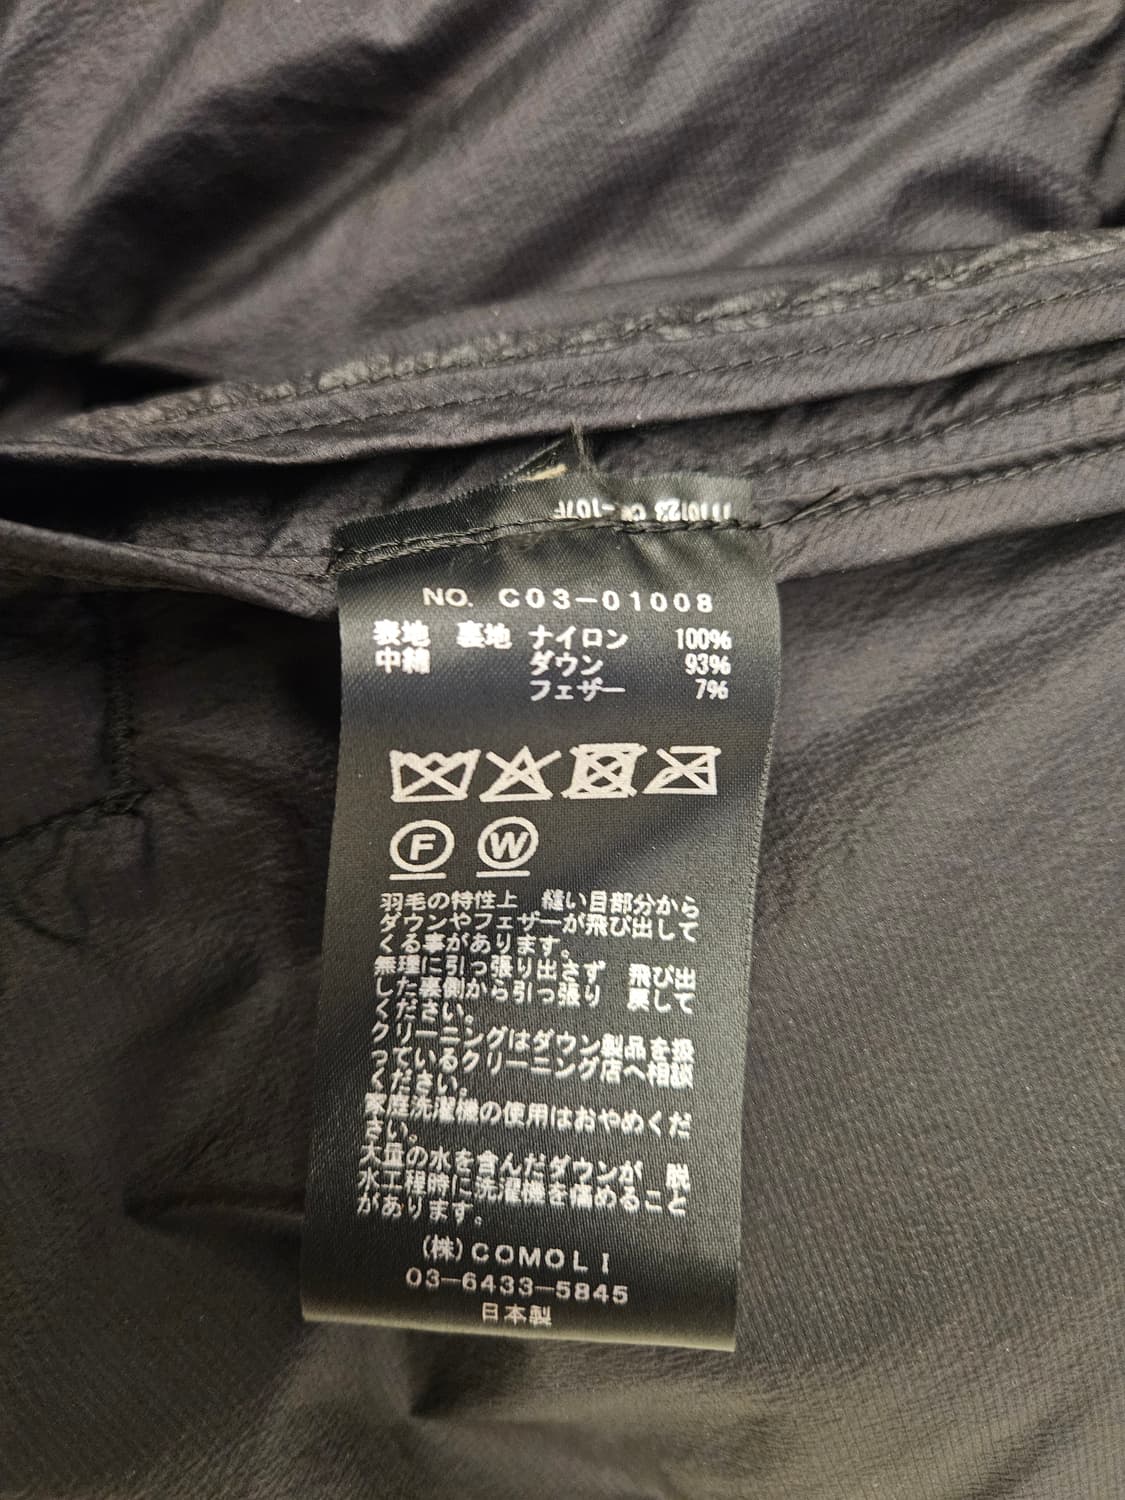 NO. C03-01008
表地 裏地 ナイロン 100%
中綿 ダウン 93%
フェザー 7%
F W
羽毛の特性上 縫い目部分から
ダウンやフェザーが飛び出して
くる事があります。
無理に引っ張り出さず 飛び出
した裏側から引っ張り 戻して
ください。
クリーニングはダウン製品を扱
っているクリーニング店へ相談
ください。
家庭洗濯機の使用はおやめくだ
さい。
大量の水を含んだダウンが 脱
水工程時に洗濯機を痛めること
があります。
(株)COMOLI
03-6433-5845
日本製